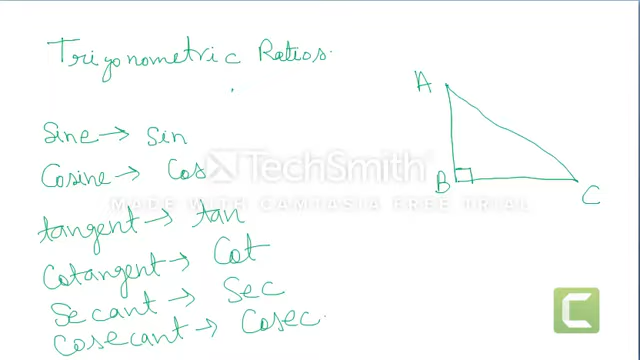 Trigonometric Ratios.
A
Sine → Sin
Cosine → Cos
TechSmith
B
C
MADE WITH CAMTASIA FREE TRIAL
tangent → tan
Cotangent → Cot
Secant → Sec
Cosecant → Cosec.
C